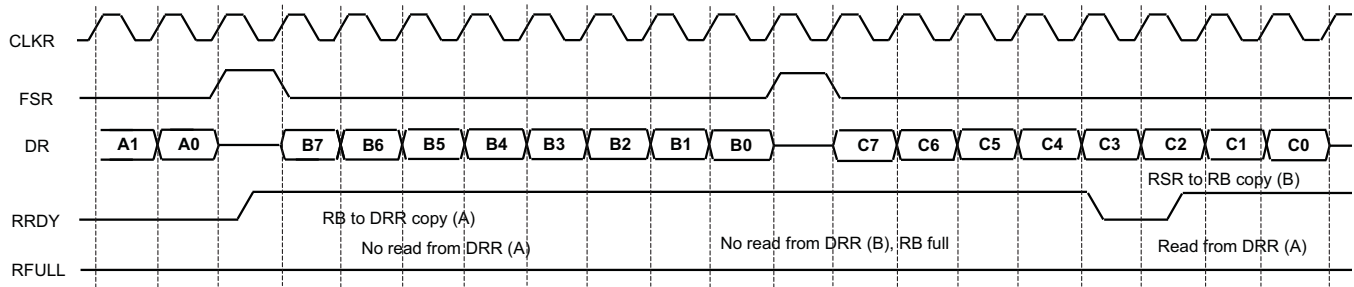 CLKR
FSR
DR A1 A0 B7 B6 B5 B4 B3 B2 B1 B0 C7 C6 C5 C4 C3 C2 C1 C0
RSR to RB copy (B)
RRDY RB to DRR copy (A)
No read from DRR (A) No read from DRR (B), RB full Read from DRR (A)
RFULL